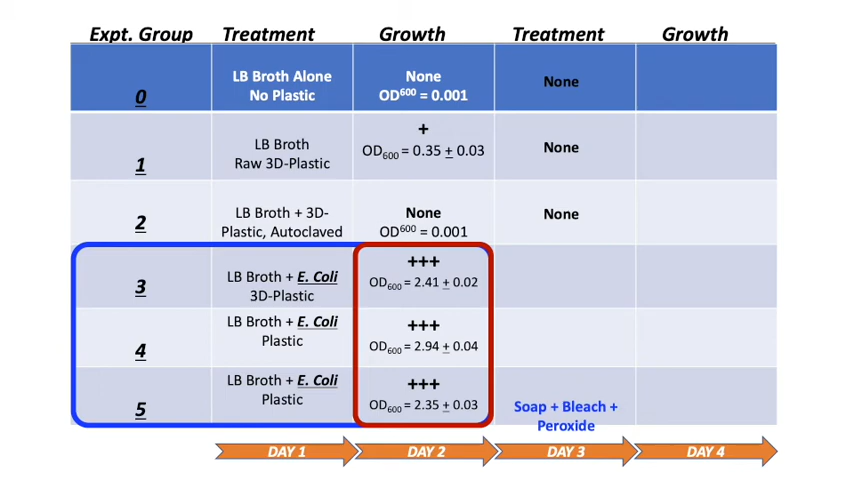 Expt. Group Treatment Growth Treatment Growth
0
LB Broth Alone
No Plastic
None
OD600 = 0.001
None
1
LB Broth
Raw 3D-Plastic
+
OD600 = 0.35 ± 0.03
None
2
LB Broth + 3D-
Plastic, Autoclaved
None
OD600 = 0.001
None
3
LB Broth + E. Coli
3D-Plastic
+++
OD600 = 2.41 ± 0.02
4
LB Broth + E. Coli
Plastic
+++
OD600 = 2.94 ± 0.04
5
LB Broth + E. Coli
Plastic
+++
OD600 = 2.35 ± 0.03
Soap + Bleach +
Peroxide
DAY 1 DAY 2 DAY 3 DAY 4